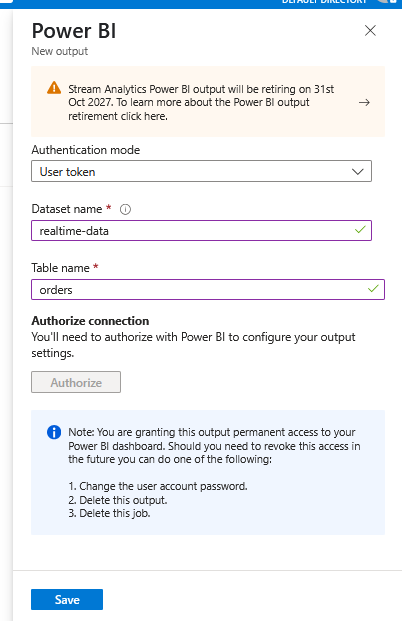 DEFAULT DIRECTORY
Power BI
New output
Stream Analytics Power BI output will be retiring on 31st
Oct 2027. To learn more about the Power BI output
retirement click here.
Authentication mode
User token
Dataset name *
realtime-data
Table name *
orders
Authorize connection
You'll need to authorize with Power BI to configure your output
settings.
Authorize
Note: You are granting this output permanent access to your
Power BI dashboard. Should you need to revoke this access in
the future you can do one of the following:
1. Change the user account password.
2. Delete this output.
3. Delete this job.
Save